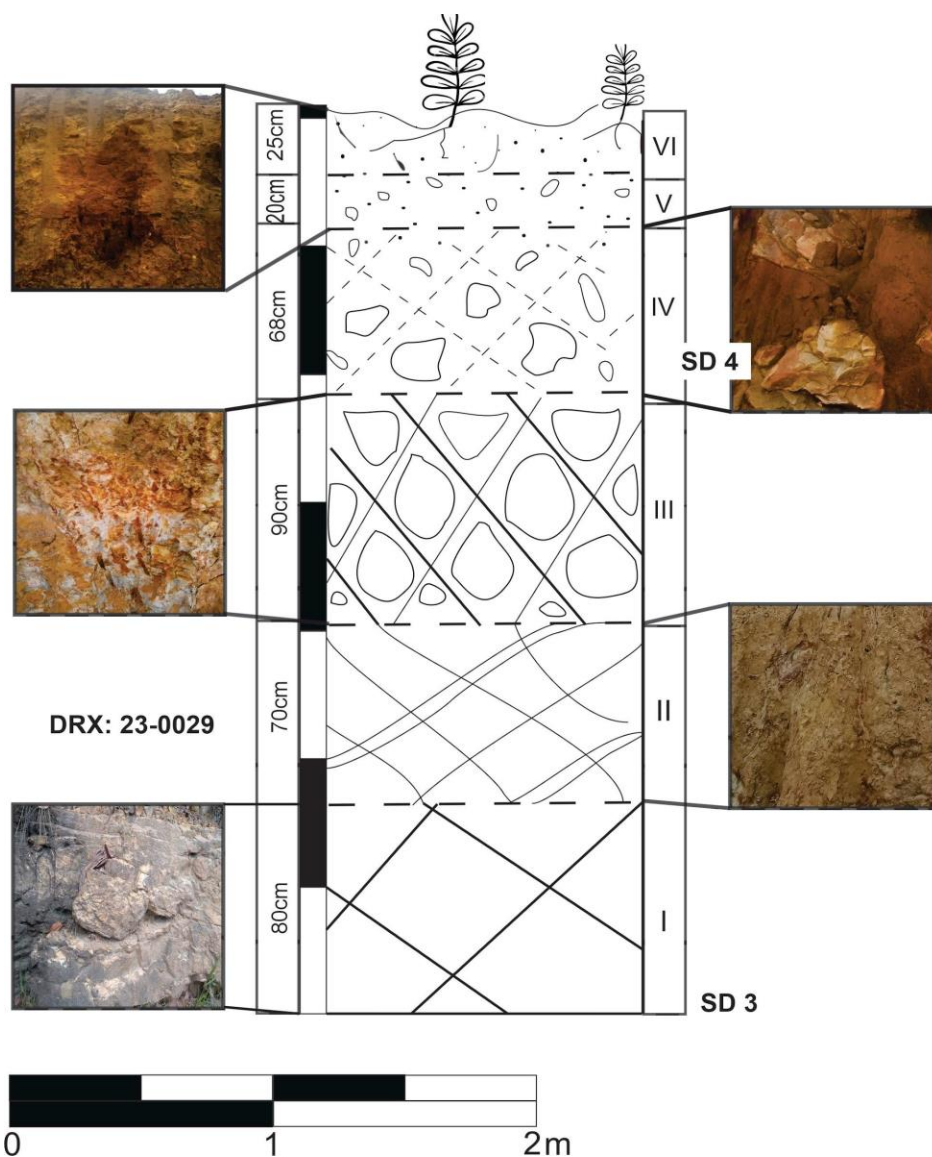 25cm
VI
20cm
V
68cm
IV
SD 4
90cm
III
70cm
II
DRX: 23-0029
80cm
I
SD 3
0 1 2m